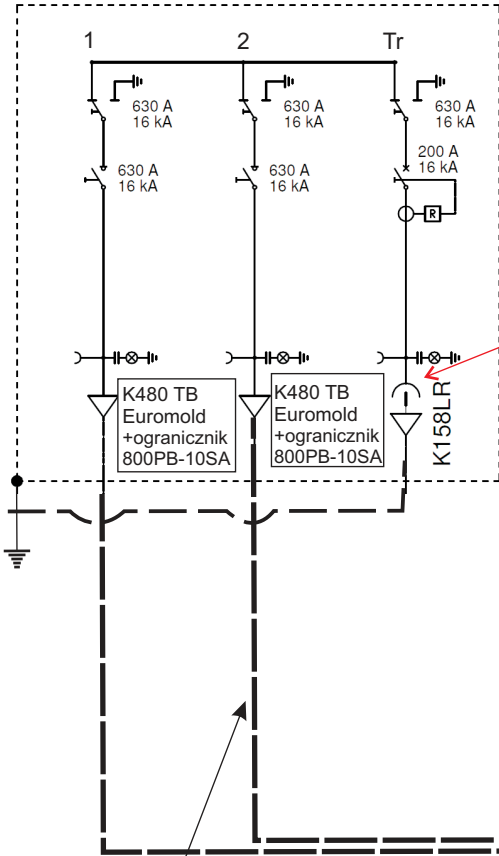 1
2
Tr
630 A
16 kA
630 A
16 kA
630 A
16 kA
630 A
16 kA
630 A
16 kA
200 A
16 kA
R
K480 TB
Euromold
+ogranicznik
800PB-10SA
K480 TB
Euromold
+ogranicznik
800PB-10SA
K158LR